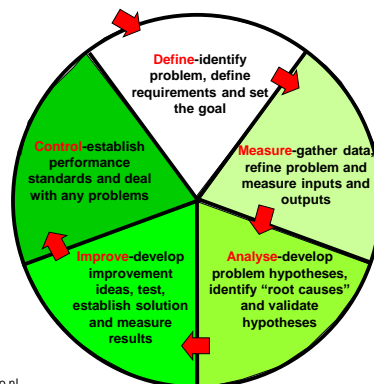 Define-identify
problem, define
requirements and set
the goal
Measure-gather data,
refine problem and
measure inputs and
outputs
Analyse-develop
problem hypotheses,
identify “root causes”
and validate
hypotheses
Improve-develop
improvement
ideas, test,
establish solution
and measure
results
Control-establish
performance
standards and deal
with any problems